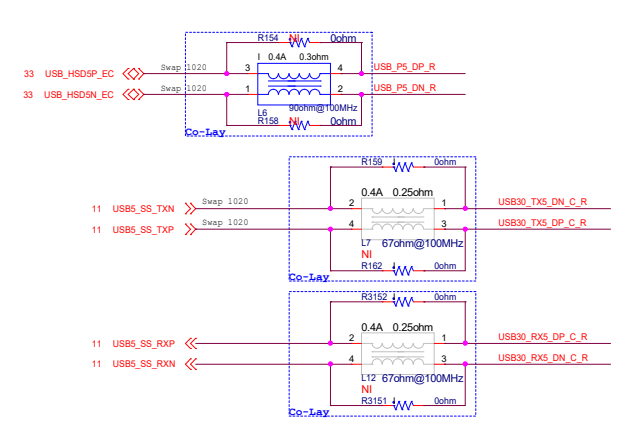 R154 NI 0ohm
I 0.4A 0.3ohm
33 USB_HSD5P_EC Swap 1020 3 4 USB_P5_DP_R
33 USB_HSD5N_EC Swap 1020 1 2 USB_P5_DN_R
L6 90ohm@100MHz
R158 NI 0ohm
Co-Lay
R159 0ohm
0.4A 0.25ohm
11 USB5_SS_TXN Swap 1020 2 1 USB30_TX5_DN_C_R
11 USB5_SS_TXP Swap 1020 4 3 USB30_TX5_DP_C_R
L7 67ohm@100MHz
NI
R162 0ohm
Co-Lay
R3152 0ohm
0.4A 0.25ohm
11 USB5_SS_RXP 2 1 USB30_RX5_DP_C_R
11 USB5_SS_RXN 4 3 USB30_RX5_DN_C_R
L12 67ohm@100MHz
NI
R3151 0ohm
Co-Lay